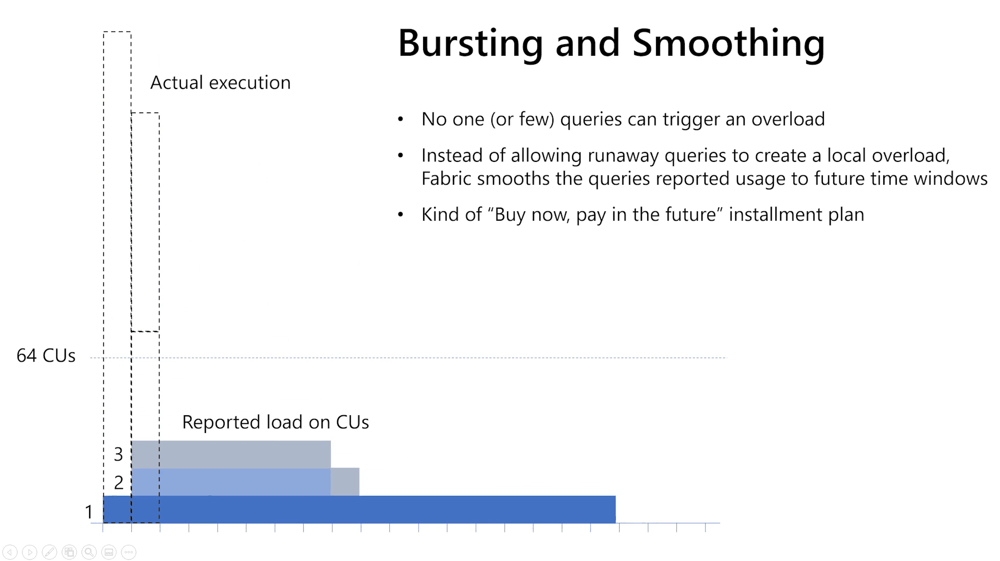 Bursting and Smoothing
Actual execution
• No one (or few) queries can trigger an overload
• Instead of allowing runaway queries to create a local overload,
Fabric smooths the queries reported usage to future time windows
• Kind of “Buy now, pay in the future” installment plan
64 CUs
Reported load on CUs
3
2
1